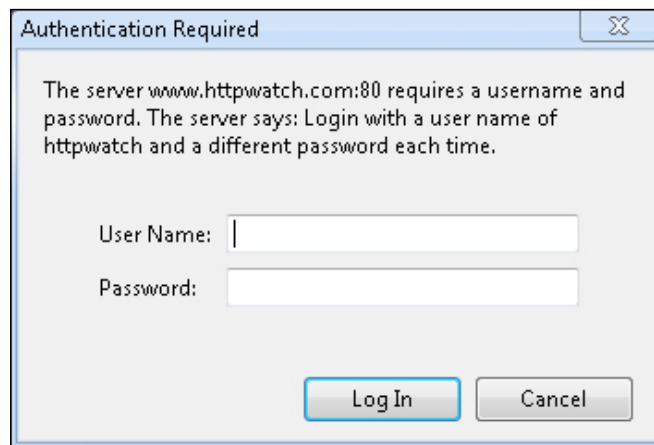 Authentication Required
The server www.httpwatch.com:80 requires a username and
password. The server says: Login with a user name of
httpwatch and a different password each time.
User Name:
Password:
Log In
Cancel